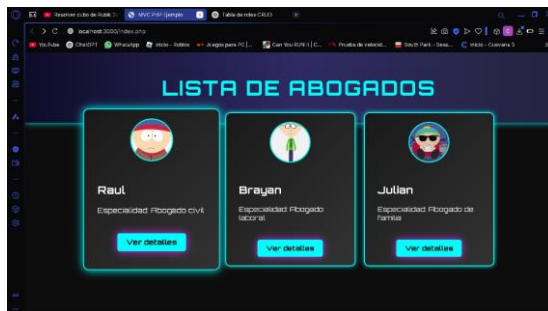 Resolver cubo de Rubik 3
MVC PHP Ejemplo
Tabla de roles CRUD
localhost:3000/index.php
YouTube
ChatGPT
WhatsApp
Inicio - Roblox
Juegos para PC [...
Can You RUN It | C...
Prueba de velocid...
South Park - Seas...
Inicio - Cuevana 3
LISTA DE ABOGADOS
Raul
Especialidad Abogado civil
Ver detalles
Brayan
Especialidad Abogado
laboral
Ver detalles
Julian
Especialidad Abogado de
familia
Ver detalles